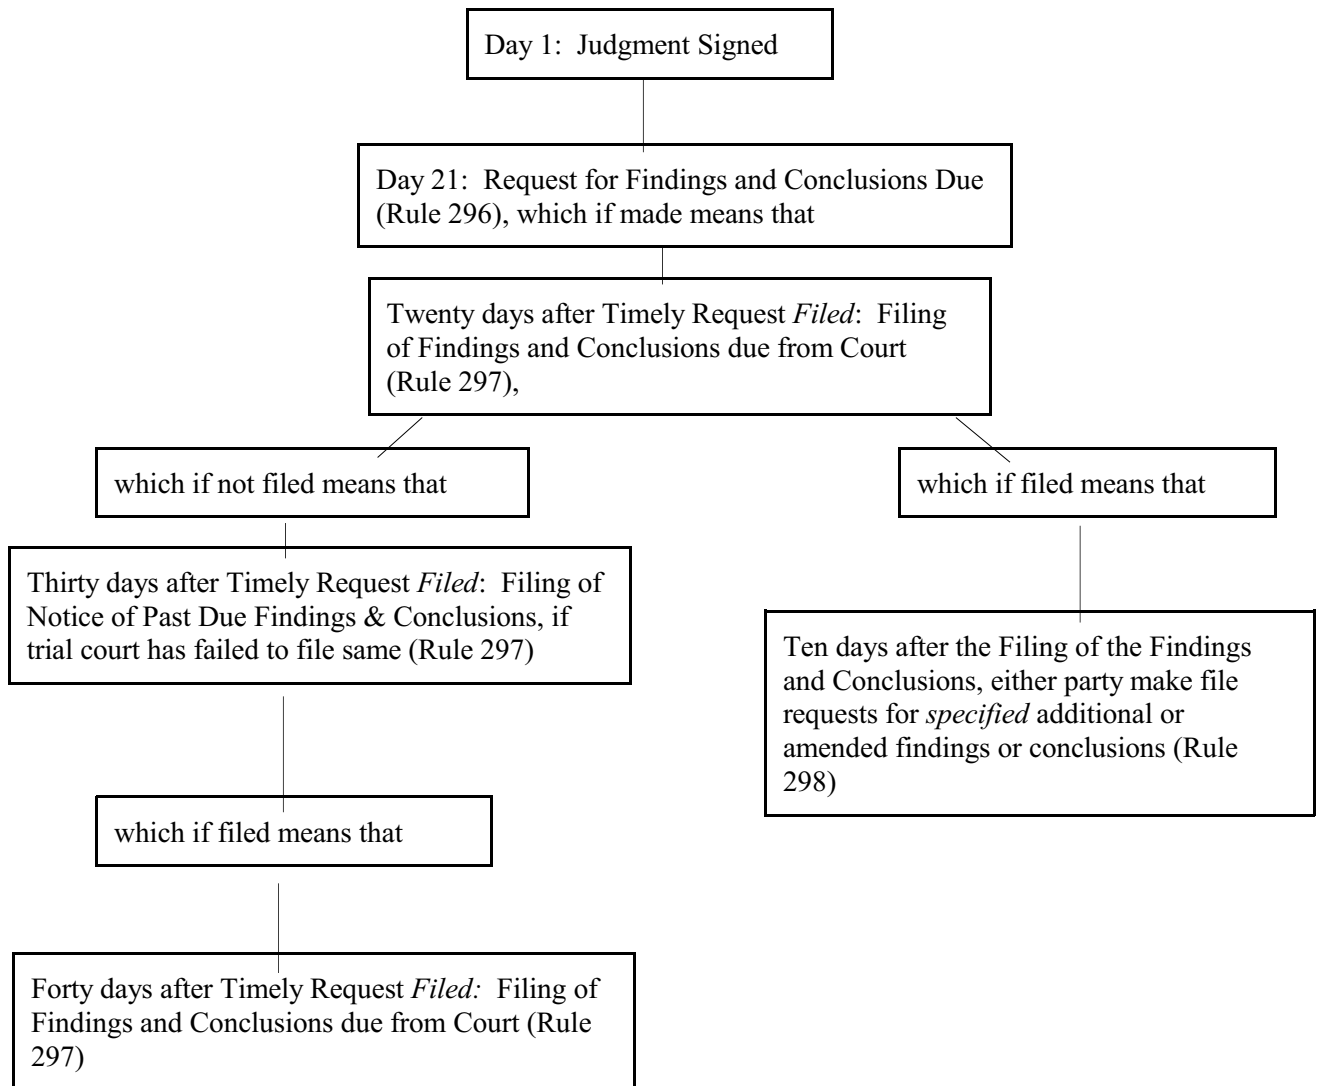 Day 1:  Judgment Signed
Day 21:  Request for Findings and Conclusions Due
(Rule 296), which if made means that
Twenty days after Timely Request Filed:  Filing
of Findings and Conclusions due from Court
(Rule 297),
which if not filed means that
which if filed means that
Thirty days after Timely Request Filed:  Filing of
Notice of Past Due Findings & Conclusions, if
trial court has failed to file same (Rule 297)
Ten days after the Filing of the Findings
and Conclusions, either party make file
requests for specified additional or
amended findings or conclusions (Rule
298)
which if filed means that
Forty days after Timely Request Filed:  Filing of
Findings and Conclusions due from Court (Rule
297)